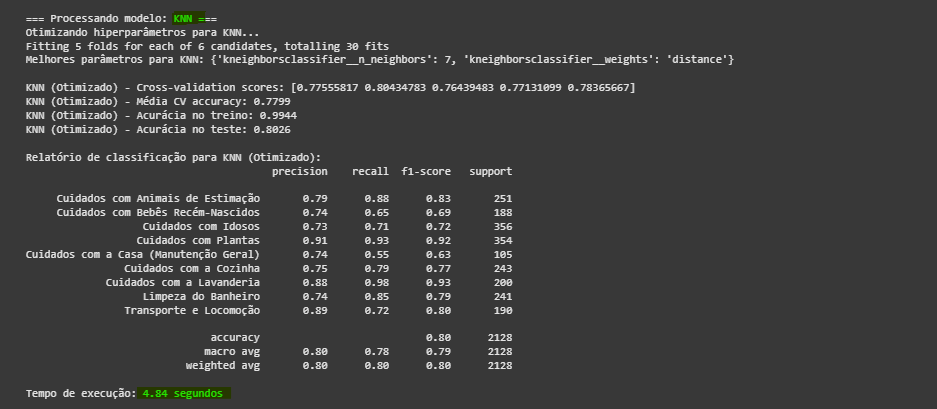 === Processando modelo: KNN ===
Otimizando hiperparâmetros para KNN...
Fitting 5 folds for each of 6 candidates, totalling 30 fits
Melhores parâmetros para KNN: {'kneighborsclassifier__n_neighbors': 7, 'kneighborsclassifier__weights': 'distance'}
KNN (Otimizado) - Cross-validation scores: [0.77555817 0.80434783 0.76439483 0.77131099 0.78365667]
KNN (Otimizado) - Média CV accuracy: 0.7799
KNN (Otimizado) - Acurácia no treino: 0.9944
KNN (Otimizado) - Acurácia no teste: 0.8026
Relatório de classificação para KNN (Otimizado):
precision recall f1-score support
Cuidados com Animais de Estimação 0.79 0.88 0.83 251
Cuidados com Bebês Recém-Nascidos 0.74 0.65 0.69 188
Cuidados com Idosos 0.73 0.71 0.72 356
Cuidados com Plantas 0.91 0.93 0.92 354
Cuidados com a Casa (Manutenção Geral) 0.74 0.55 0.63 105
Cuidados com a Cozinha 0.75 0.79 0.77 243
Cuidados com a Lavanderia 0.88 0.98 0.93 200
Limpeza do Banheiro 0.74 0.85 0.79 241
Transporte e Locomoção 0.89 0.72 0.80 190
accuracy 0.80 2128
macro avg 0.80 0.78 0.79 2128
weighted avg 0.80 0.80 0.80 2128
Tempo de execução: 4.84 segundos